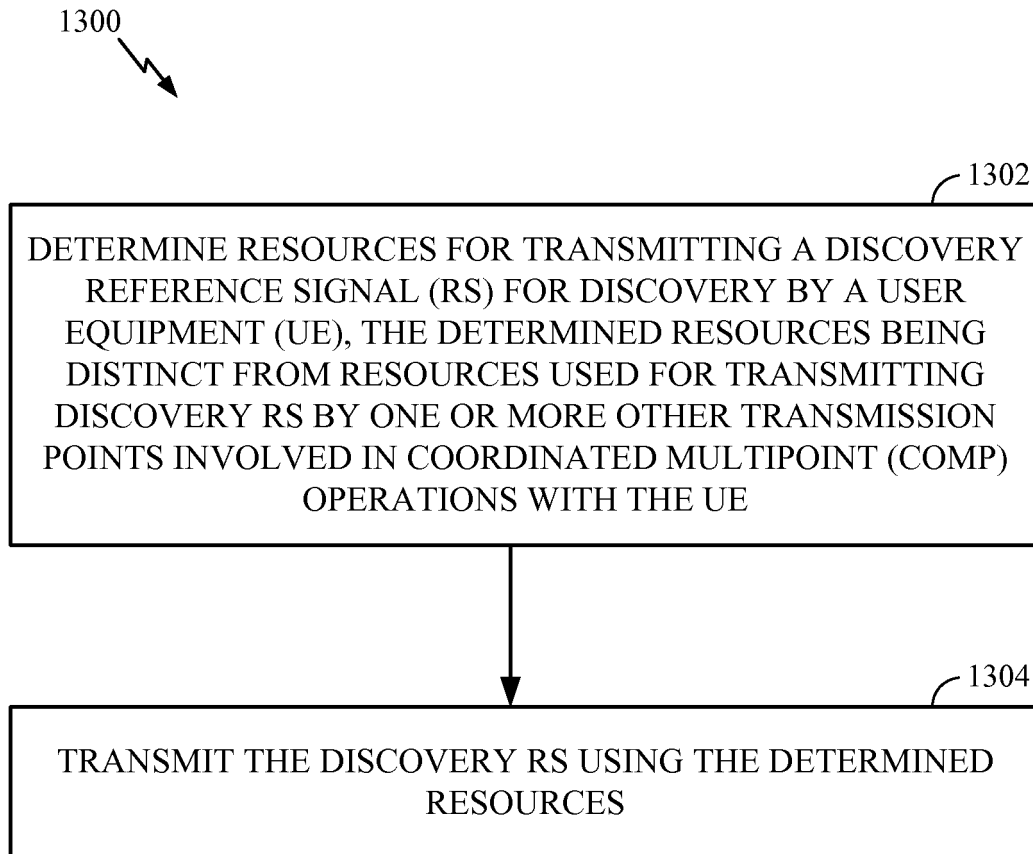 1300
1302
DETERMINE RESOURCES FOR TRANSMITTING A DISCOVERY
REFERENCE SIGNAL (RS) FOR DISCOVERY BY A USER
EQUIPMENT (UE), THE DETERMINED RESOURCES BEING
DISTINCT FROM RESOURCES USED FOR TRANSMITTING
DISCOVERY RS BY ONE OR MORE OTHER TRANSMISSION
POINTS INVOLVED IN COORDINATED MULTIPOINT (COMP)
OPERATIONS WITH THE UE
1304
TRANSMIT THE DISCOVERY RS USING THE DETERMINED
RESOURCES